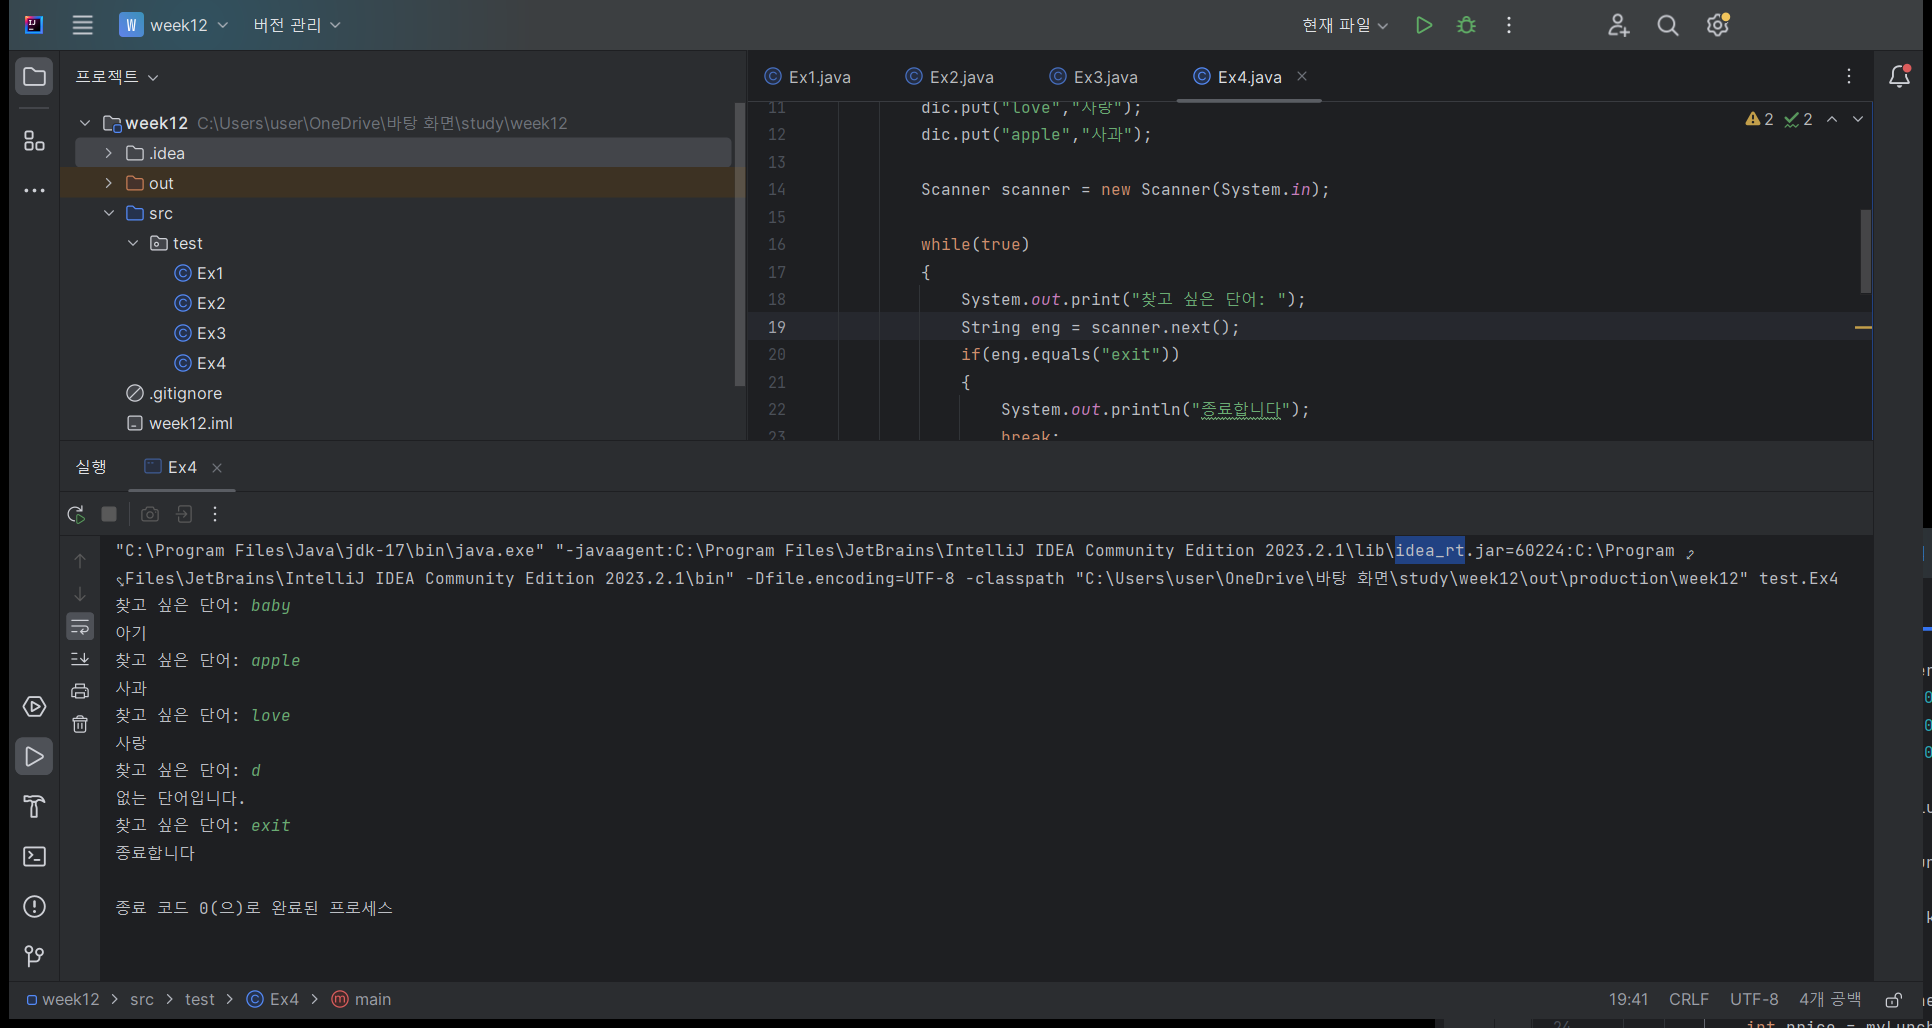 W week12 버전 관리 현재 파일
프로젝트
week12 C:\Users\user\OneDrive\바탕 화면\study\week12
.idea
out
src
test
Ex1
Ex2
Ex3
Ex4
.gitignore
week12.iml
Ex1.java Ex2.java Ex3.java Ex4.java
2 2
11 dic.put("love","사랑");
12 dic.put("apple","사과");
13
14 Scanner scanner = new Scanner(System.in);
15
16 while(true)
17 {
18 System.out.print("찾고 싶은 단어: ");
19 String eng = scanner.next();
20 if(eng.equals("exit"))
21 {
22 System.out.println("종료합니다");
23 break;
실행 Ex4
"C:\Program Files\Java\jdk-17\bin\java.exe" "-javaagent:C:\Program Files\JetBrains\IntelliJ IDEA Community Edition 2023.2.1\lib\idea_rt.jar=60224:C:\Program
Files\JetBrains\IntelliJ IDEA Community Edition 2023.2.1\bin" -Dfile.encoding=UTF-8 -classpath "C:\Users\user\OneDrive\바탕 화면\study\week12\out\production\week12" test.Ex4
찾고 싶은 단어: baby
아기
찾고 싶은 단어: apple
사과
찾고 싶은 단어: love
사랑
찾고 싶은 단어: d
없는 단어입니다.
찾고 싶은 단어: exit
종료합니다
종료 코드 0(으)로 완료된 프로세스
week12 > src > test > Ex4 > main
19:41 CRLF UTF-8 4개 공백
24